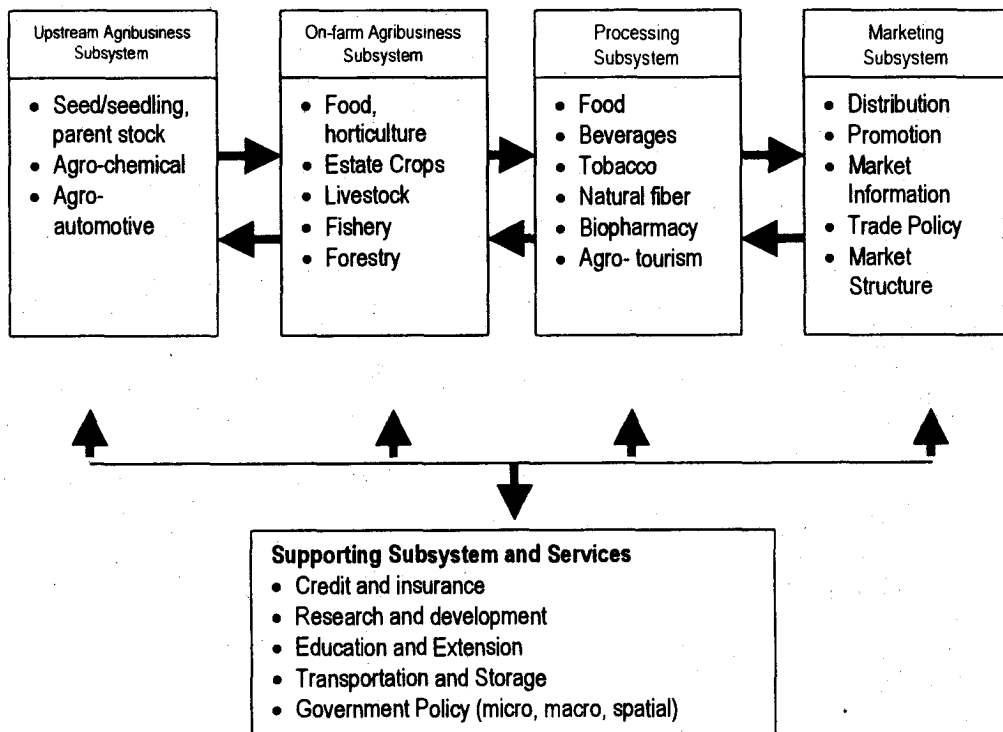 Upstream Agribusiness
Subsystem
• Seed/seedling,
parent stock
• Agro-chemical
• Agro-
automotive
On-farm Agribusiness
Subsystem
• Food,
horticulture
• Estate Crops
• Livestock
• Fishery
• Forestry
Processing
Subsystem
• Food
• Beverages
• Tobacco
• Natural fiber
• Biopharmacy
• Agro- tourism
Marketing
Subsystem
• Distribution
• Promotion
• Market
Information
• Trade Policy
• Market
Structure
Supporting Subsystem and Services
• Credit and insurance
• Research and development
• Education and Extension
• Transportation and Storage
• Government Policy (micro, macro, spatial)